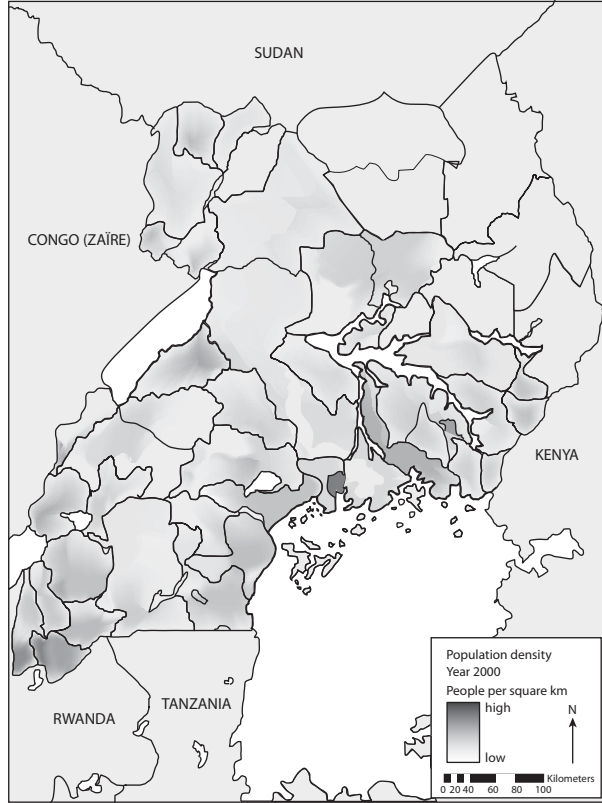 SUDAN
CONGO (ZAÏRE)
KENYA
RWANDA
TANZANIA
Population density
Year 2000
People per square km
high
low
N
Kilometers
0 20 40 60 80 100